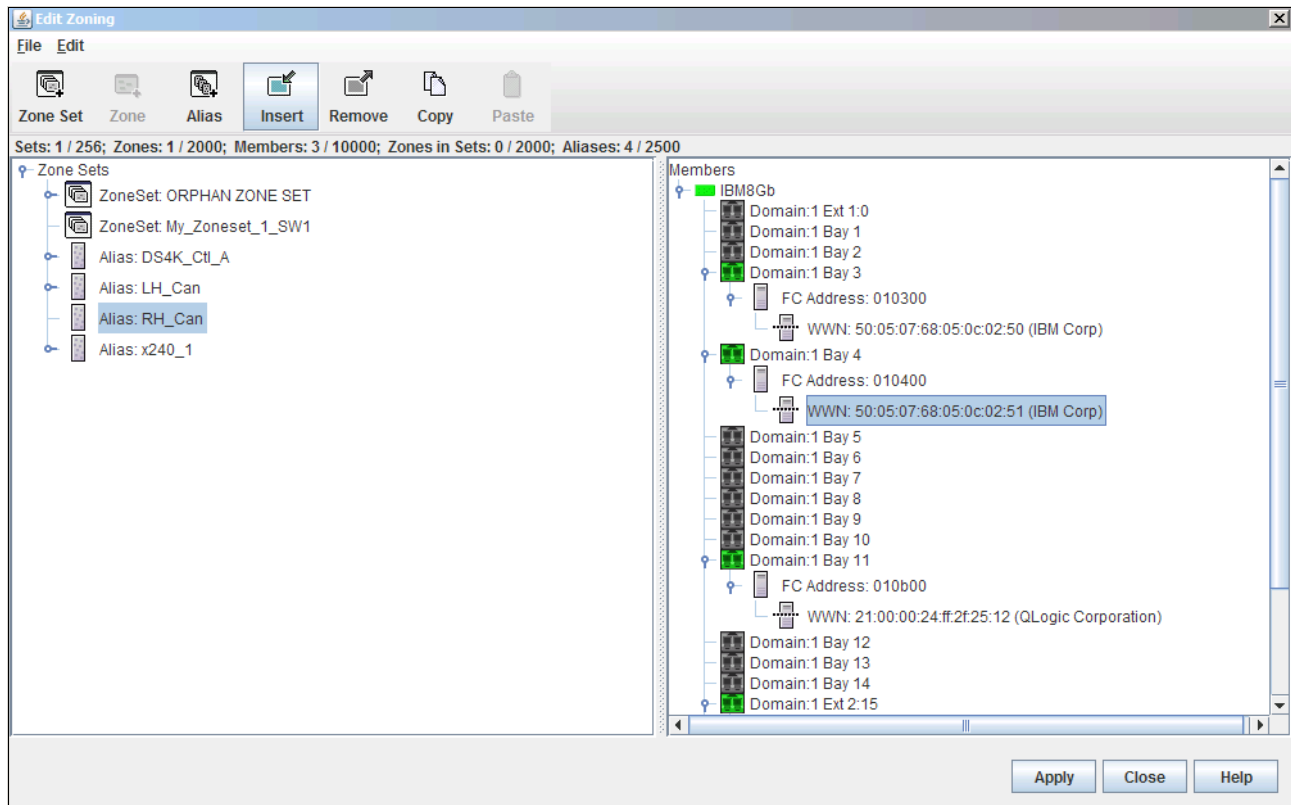 Edit Zoning
File Edit
Zone Set Zone Alias Insert Remove Copy Paste
Sets: 1 / 256; Zones: 1 / 2000; Members: 3 / 10000; Zones in Sets: 0 / 2000; Aliases: 4 / 2500
Zone Sets
ZoneSet: ORPHAN ZONE SET
ZoneSet: My_Zoneset_1_SW1
Alias: DS4K_Ctl_A
Alias: LH_Can
Alias: RH_Can
Alias: x240_1
Members
IBM8Gb
Domain:1 Ext 1:0
Domain:1 Bay 1
Domain:1 Bay 2
Domain:1 Bay 3
FC Address: 010300
WWN: 50:05:07:68:05:0c:02:50 (IBM Corp)
Domain:1 Bay 4
FC Address: 010400
WWN: 50:05:07:68:05:0c:02:51 (IBM Corp)
Domain:1 Bay 5
Domain:1 Bay 6
Domain:1 Bay 7
Domain:1 Bay 8
Domain:1 Bay 9
Domain:1 Bay 10
Domain:1 Bay 11
FC Address: 010b00
WWN: 21:00:00:24:ff:2f:25:12 (QLogic Corporation)
Domain:1 Bay 12
Domain:1 Bay 13
Domain:1 Bay 14
Domain:1 Ext 2:15
Apply Close Help